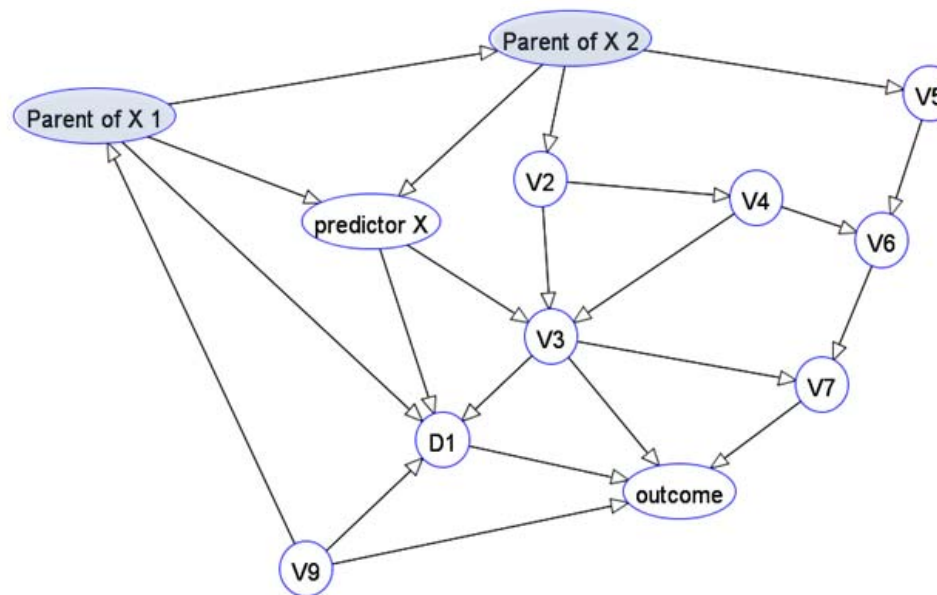 Parent of X 2
Parent of X 1
V5
V2
V4
predictor X
V6
V3
V7
D1
outcome
V9